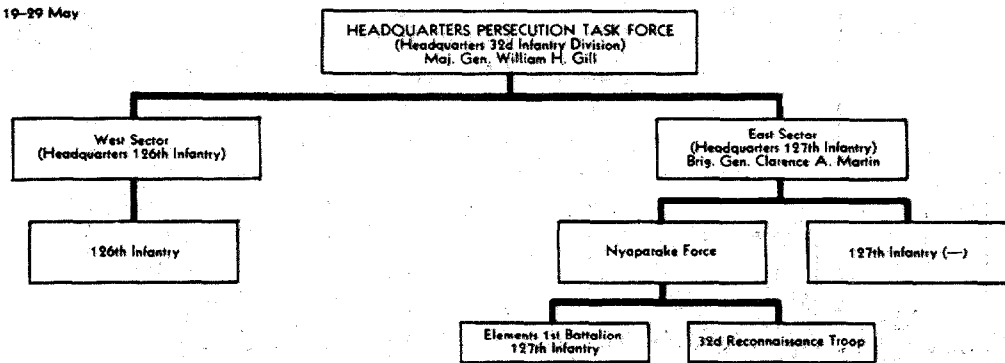 19-29 May
HEADQUARTERS PERSECUTION TASK FORCE
(Headquarters 32d Infantry Division)
Maj. Gen. William H. Gill
West Sector
(Headquarters 126th Infantry)
East Sector
(Headquarters 127th Infantry)
Brig. Gen. Clarence A. Martin
126th Infantry
Nyaparake Force
127th Infantry (—)
Elements 1st Battalion
127th Infantry
32d Reconnaissance Troop